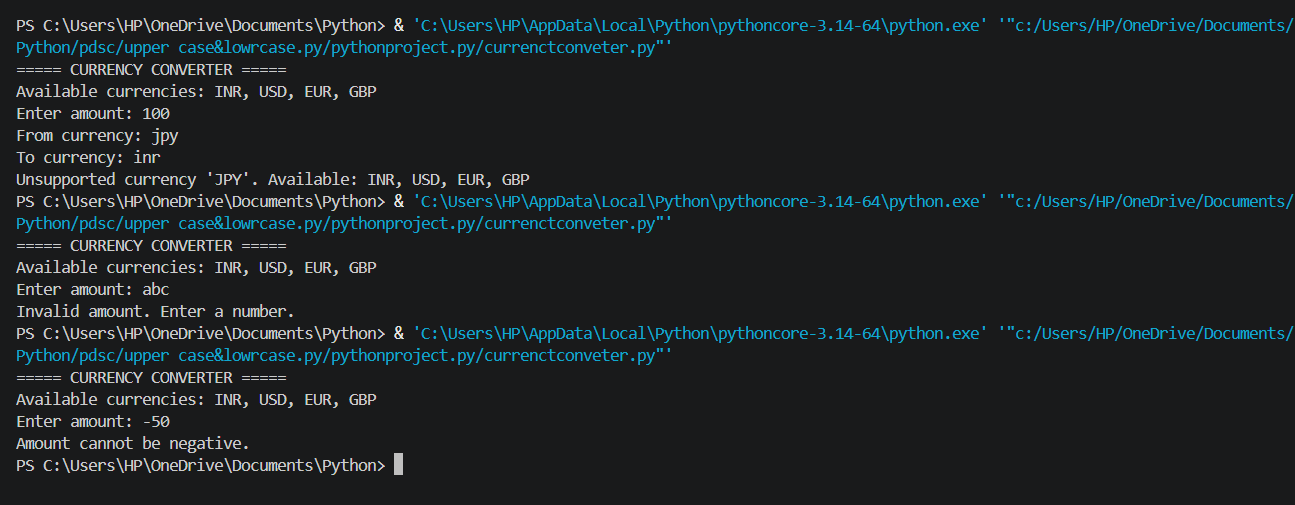 PS C:\Users\HP\OneDrive\Documents\Python> & 'C:\Users\HP\AppData\Local\Python\pythoncore-3.14-64\python.exe' '"c:/Users/HP/OneDrive/Documents/
Python/pdsc/upper case&lowrcase.py/pythonproject.py/currenctconveter.py"'
===== CURRENCY CONVERTER =====
Available currencies: INR, USD, EUR, GBP
Enter amount: 100
From currency: jpy
To currency: inr
Unsupported currency 'JPY'. Available: INR, USD, EUR, GBP
PS C:\Users\HP\OneDrive\Documents\Python> & 'C:\Users\HP\AppData\Local\Python\pythoncore-3.14-64\python.exe' '"c:/Users/HP/OneDrive/Documents/
Python/pdsc/upper case&lowrcase.py/pythonproject.py/currenctconveter.py"'
===== CURRENCY CONVERTER =====
Available currencies: INR, USD, EUR, GBP
Enter amount: abc
Invalid amount. Enter a number.
PS C:\Users\HP\OneDrive\Documents\Python> & 'C:\Users\HP\AppData\Local\Python\pythoncore-3.14-64\python.exe' '"c:/Users/HP/OneDrive/Documents/
Python/pdsc/upper case&lowrcase.py/pythonproject.py/currenctconveter.py"'
===== CURRENCY CONVERTER =====
Available currencies: INR, USD, EUR, GBP
Enter amount: -50
Amount cannot be negative.
PS C:\Users\HP\OneDrive\Documents\Python>